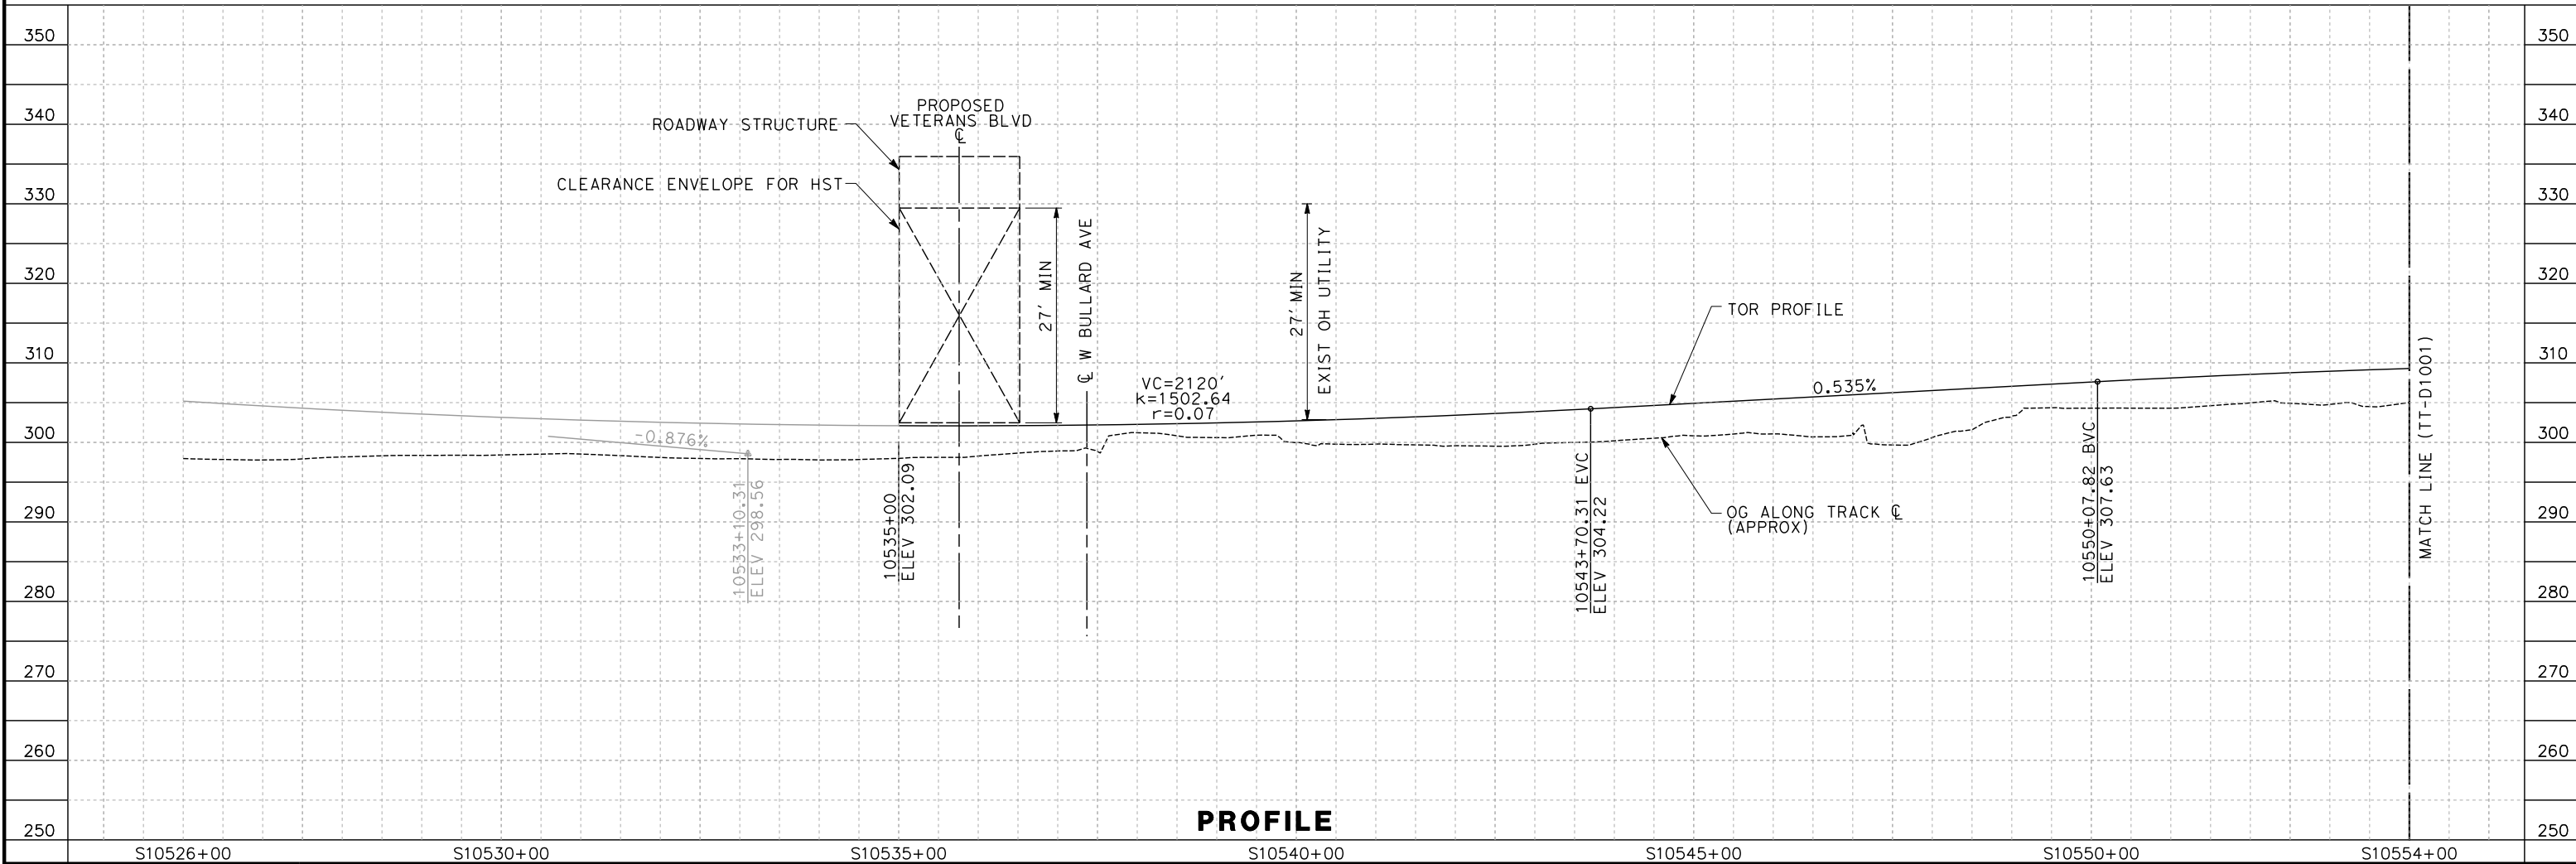 350
340
330
320
310
300
290
280
270
260
250
PROPOSED
VETERANS BLVD
℄
ROADWAY STRUCTURE
CLEARANCE ENVELOPE FOR HST
27' MIN
℄ W BULLARD AVE
27' MIN
EXIST OH UTILITY
VC=2120'
k=1502.64
r=0.07
TOR PROFILE
0.535%
-0.876%
10533+10.31
ELEV 298.56
10535+00
ELEV 302.09
10543+70.31 EVC
ELEV 304.22
OG ALONG TRACK ℄
(APPROX)
10550+07.82 BVC
ELEV 307.63
MATCH LINE (TT-D1001)
350
340
330
320
310
300
290
280
270
260
250
PROFILE
S10526+00
S10530+00
S10535+00
S10540+00
S10545+00
S10550+00
S10554+00